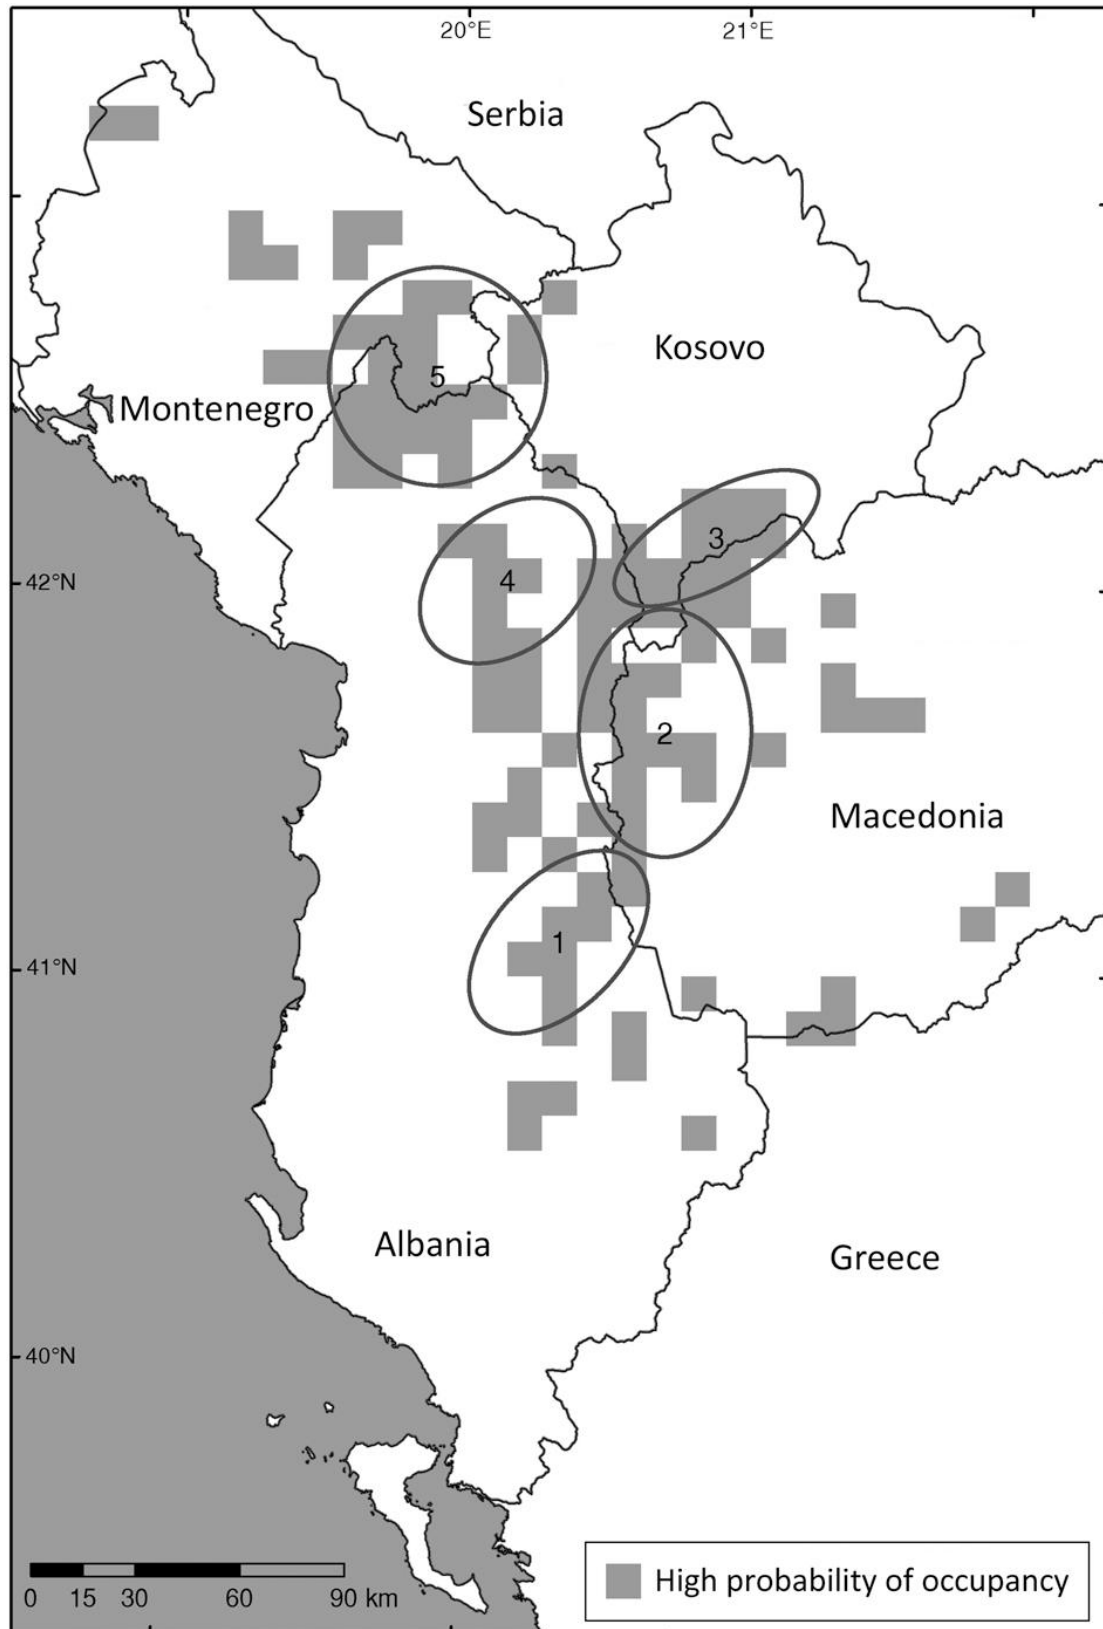 20°E 21°E
Serbia
Kosovo
5
Montenegro
3
4
42°N
2
Macedonia
1
41°N
Albania
Greece
40°N
0 15 30 60 90 km
High probability of occupancy